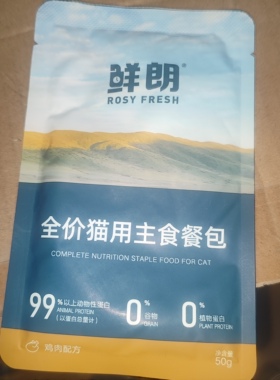 鲜朗®
ROSY FRESH
全价猫用主食餐包
COMPLETE NUTRITION STAPLE FOOD FOR CAT
99%以上动物性蛋白
ANIMAL PROTEIN
(以蛋白总量计)
0% 谷物
GRAIN
0% 植物蛋白
PLANT PROTEIN
鸡肉配方
净含量
50g